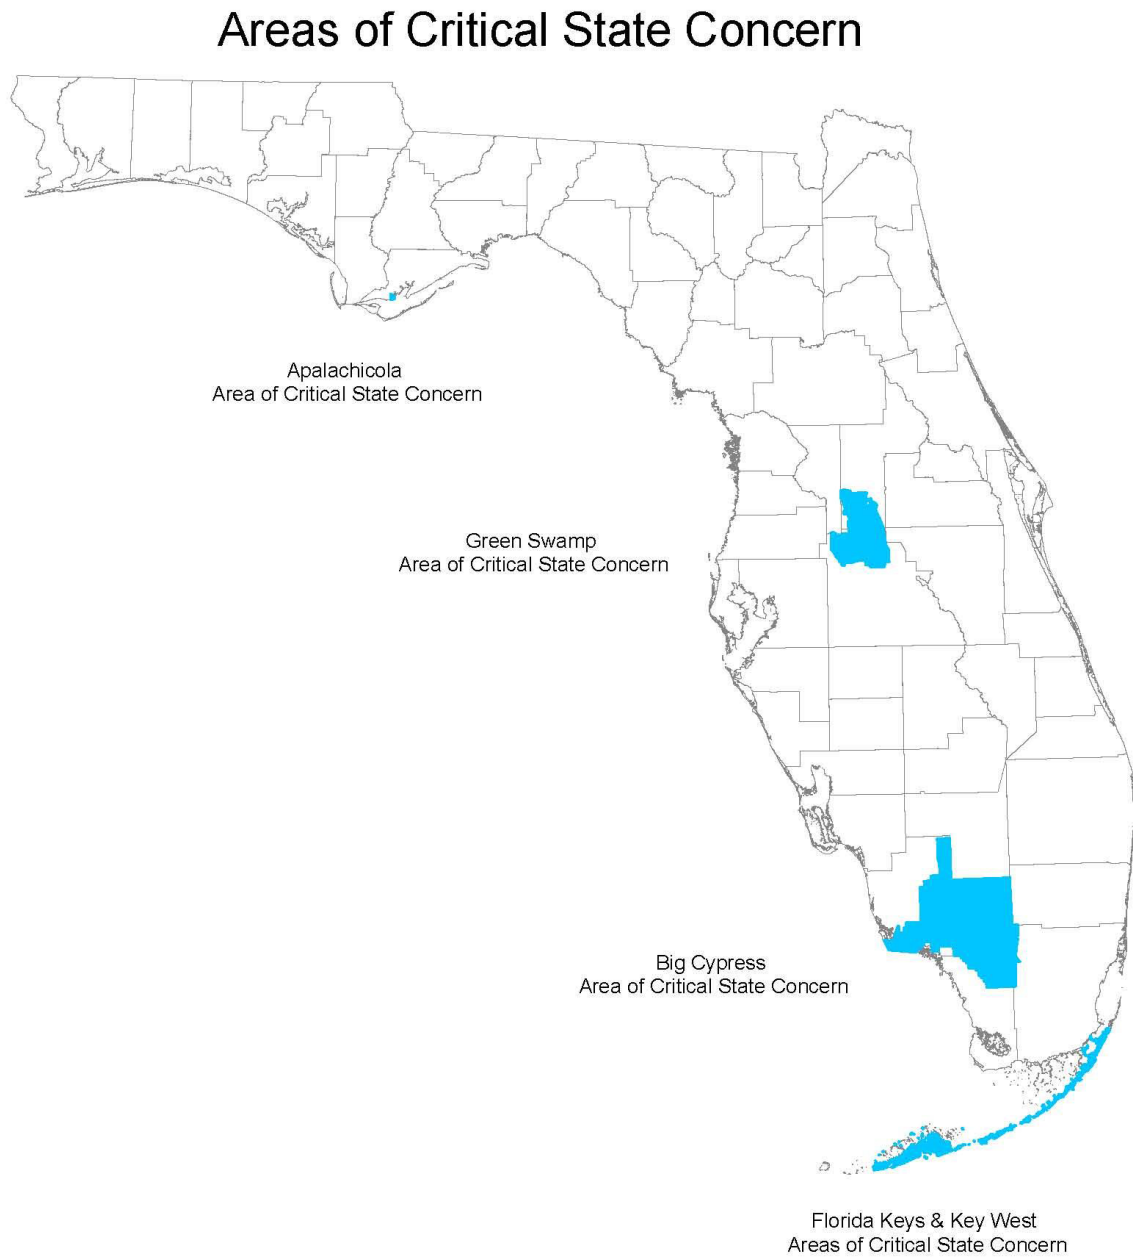 Areas of Critical State Concern
Apalachicola
Area of Critical State Concern
Green Swamp
Area of Critical State Concern
Big Cypress
Area of Critical State Concern
Florida Keys & Key West
Areas of Critical State Concern